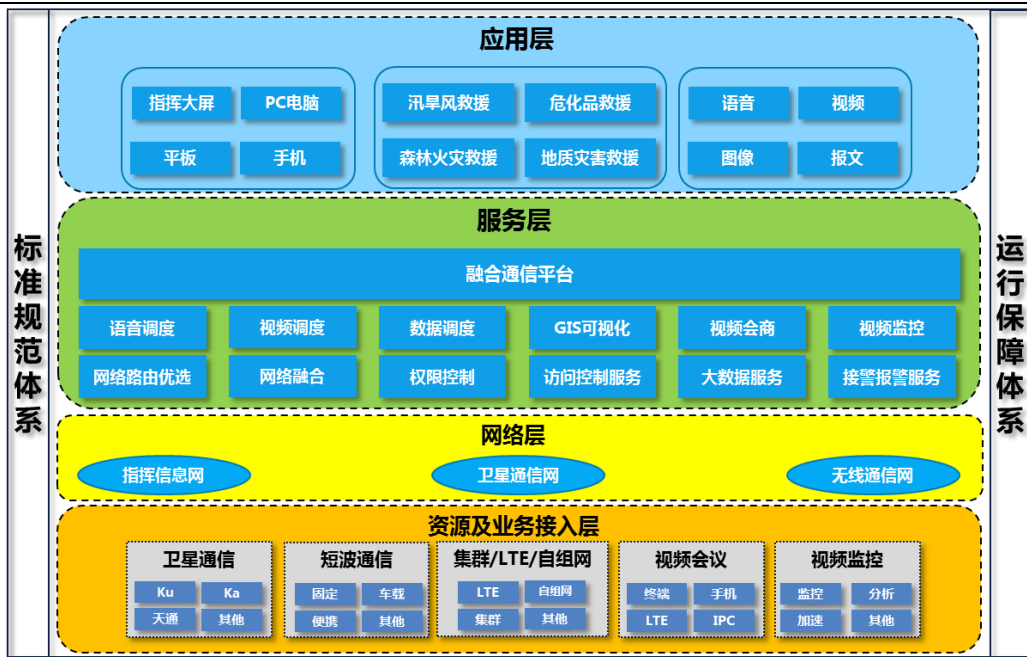 应用层
指挥大屏 PC电脑
平板 手机
汛旱风救援 危化品救援
森林火灾救援 地质灾害救援
语音 视频
图像 报文
服务层
融合通信平台
语音调度 视频调度 数据调度 GIS可视化 视频会商 视频监控
网络路由优选 网络融合 权限控制 访问控制服务 大数据服务 接警报警服务
网络层
指挥信息网 卫星通信网 无线通信网
资源及业务接入层
卫星通信
Ku Ka
天通 其他
短波通信
固定 车载
便携 其他
集群/LTE/自组网
LTE 自组网
集群 其他
视频会议
终端 手机
LTE IPC
视频监控
监控 分析
加速 其他
标准规范体系
运行保障体系